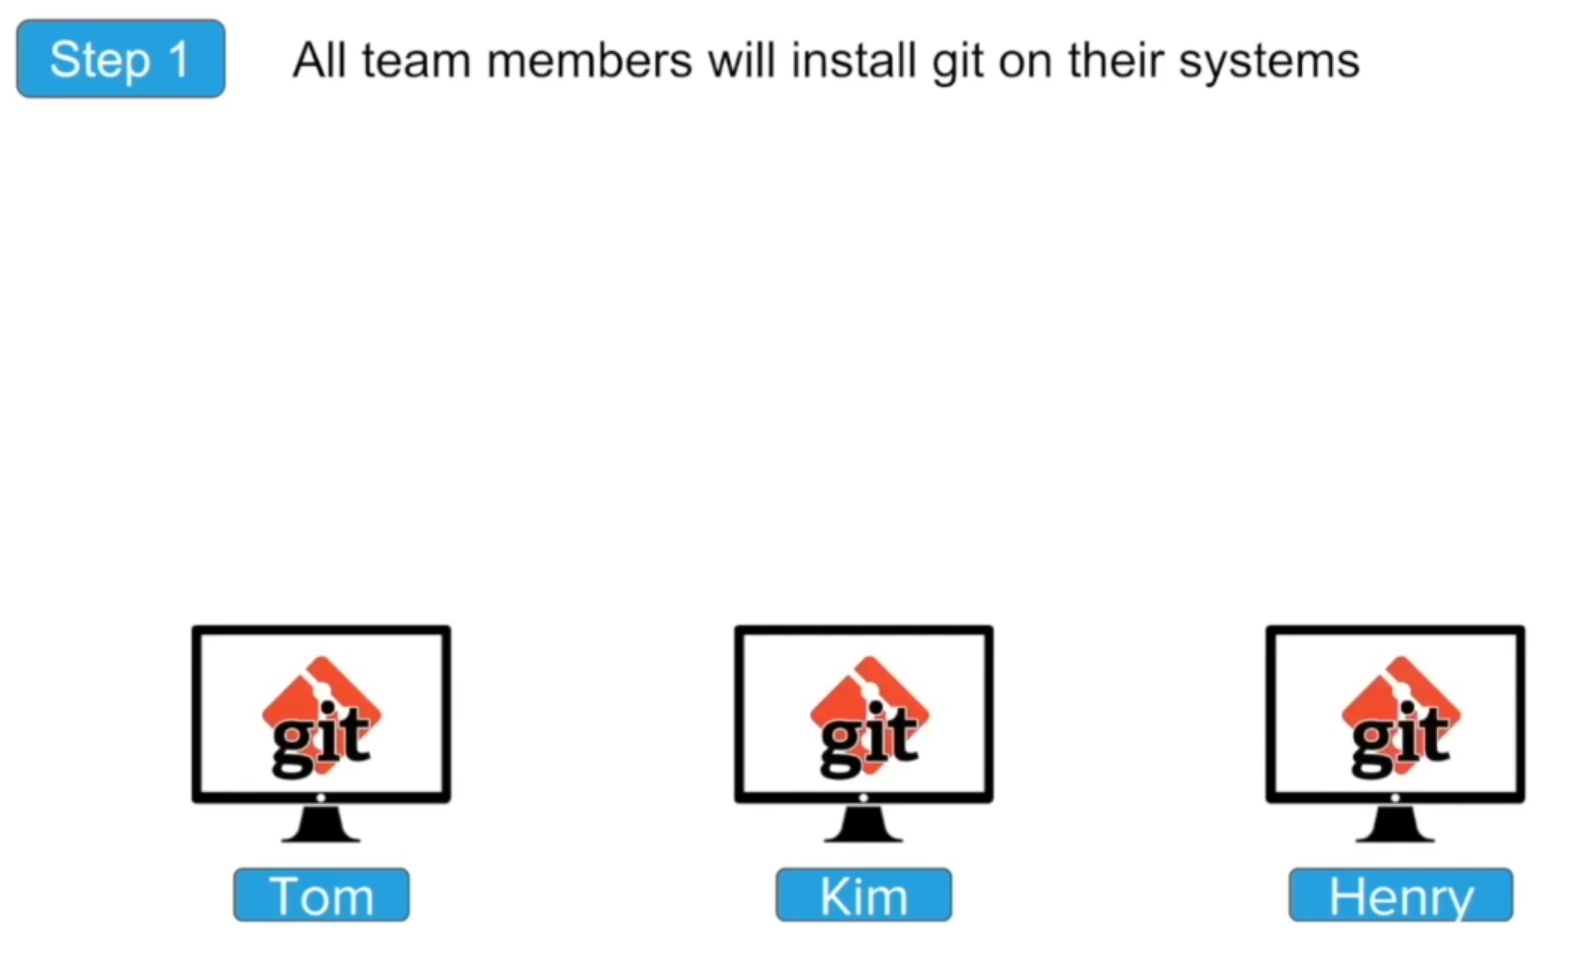 Step 1
All team members will install git on their systems
git
git
git
Tom
Kim
Henry